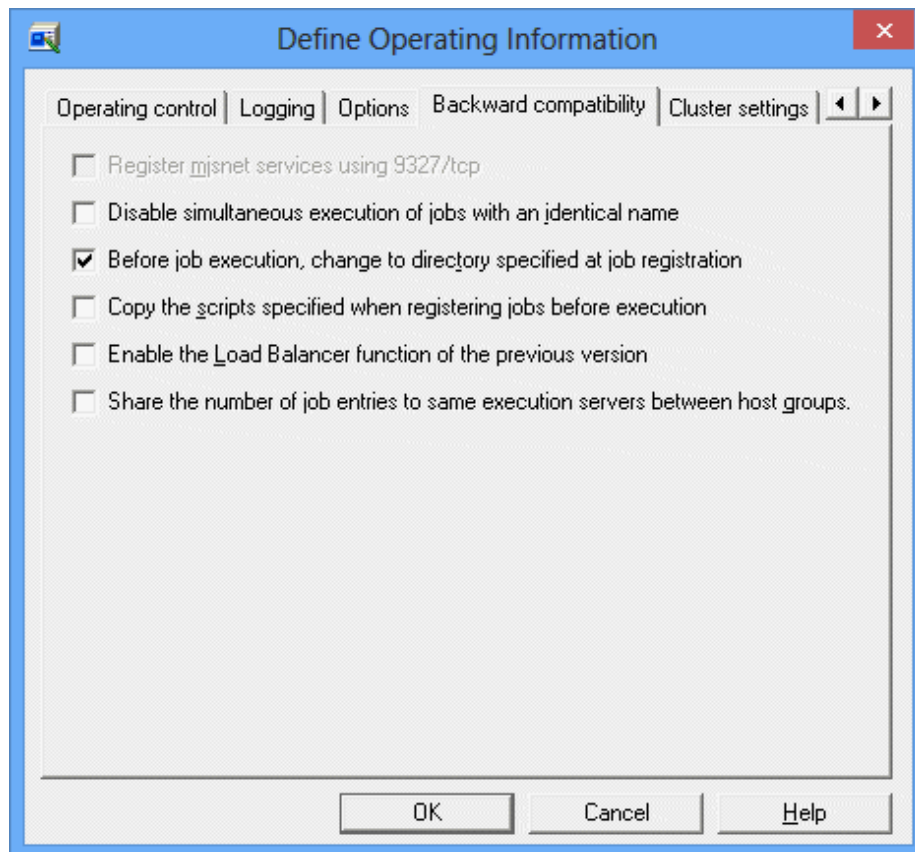 Define Operating Information
Operating control Logging Options Backward compatibility Cluster settings
Register mjsnet services using 9327/tcp
Disable simultaneous execution of jobs with an identical name
Before job execution, change to directory specified at job registration
Copy the scripts specified when registering jobs before execution
Enable the Load Balancer function of the previous version
Share the number of job entries to same execution servers between host groups.
OK Cancel Help